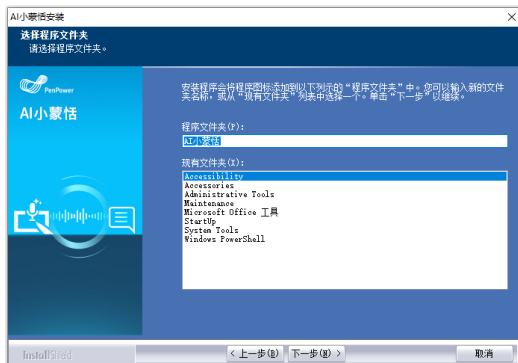 AI小蒙恬安装
选择程序文件夹
请选择程序文件夹。
PenPower
AI小蒙恬
安装程序会将程序图标添加到以下列示的“程序文件夹”中。您可以输入新的文件
夹名称，或从“现有文件夹”列表中选择一个。单击“下一步”以继续。
程序文件夹(P):
AI小蒙恬
现有文件夹(X):
Accessibility
Accessories
Administrative Tools
Maintenance
Microsoft Office 工具
StartUp
System Tools
Windows PowerShell
InstallShield
< 上一步(B) 下一步(N) > 取消